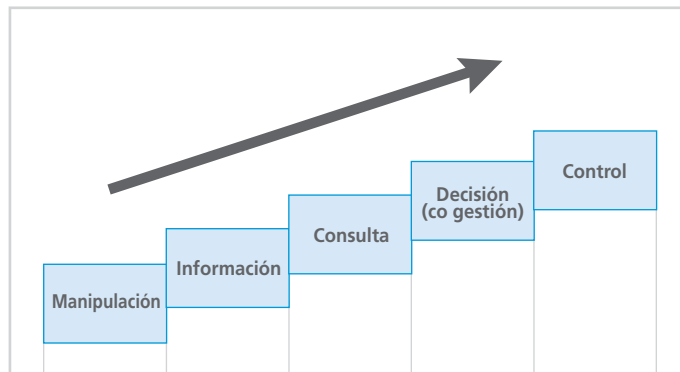 Manipulación
Información
Consulta
Decisión
(co gestión)
Control